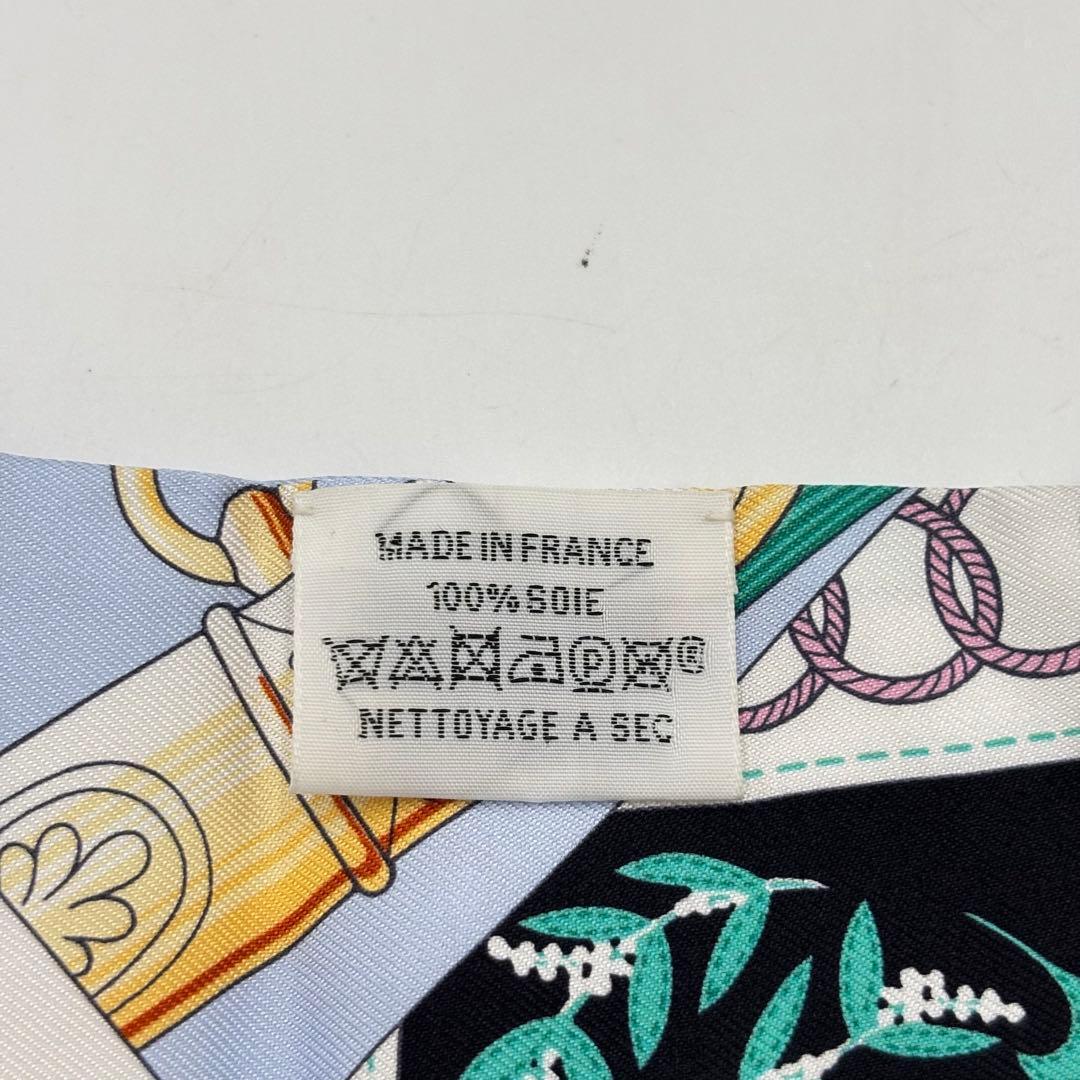 MADE IN FRANCE
100% SOIE
P R
NETTOYAGE A SEC